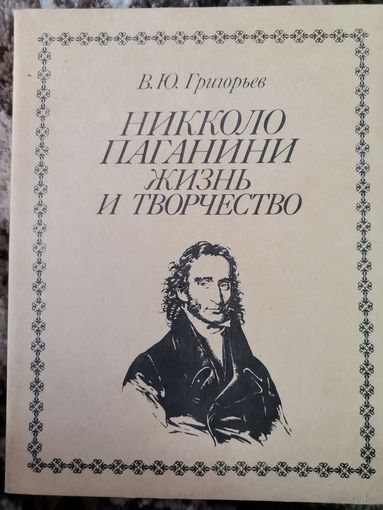 В. Ю. Григорьев
НИККОЛО
ПАГАНИНИ
ЖИЗНЬ
И ТВОРЧЕСТВО